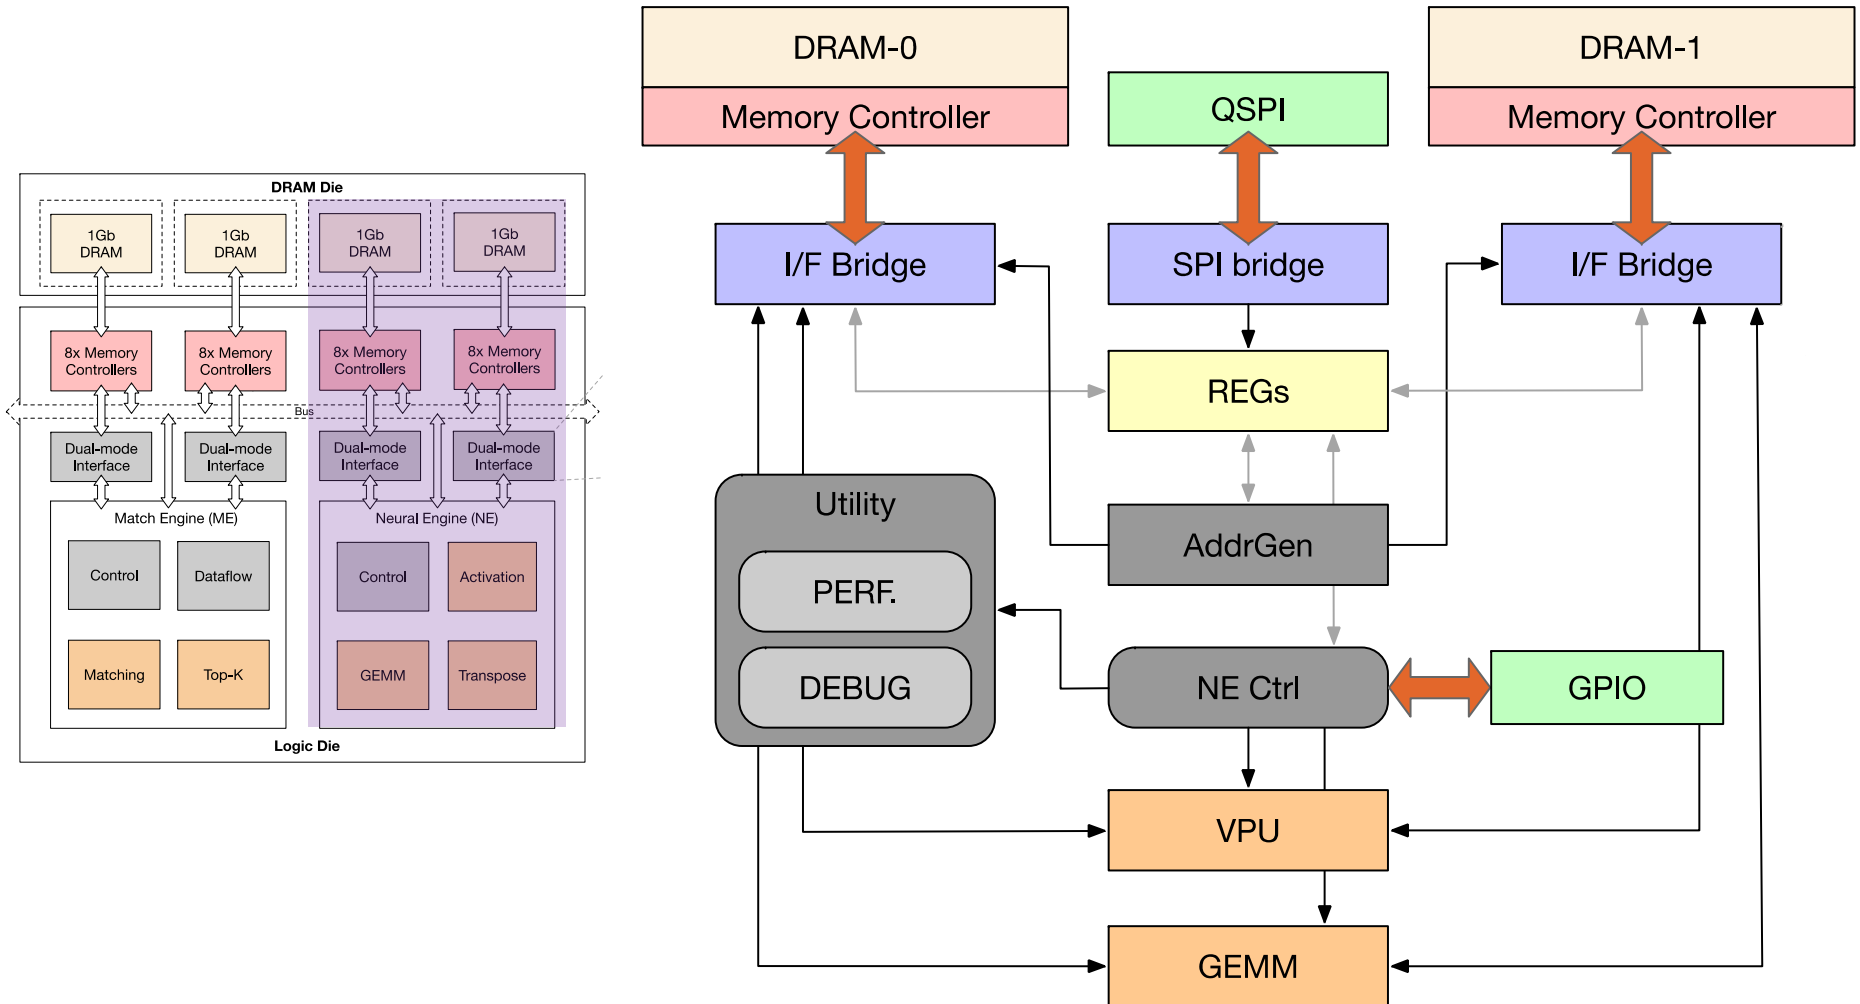 DRAM Die
1Gb
DRAM
1Gb
DRAM
1Gb
DRAM
1Gb
DRAM
8x Memory
Controllers
8x Memory
Controllers
8x Memory
Controllers
8x Memory
Controllers
Bus
Dual-mode
Interface
Dual-mode
Interface
Dual-mode
Interface
Dual-mode
Interface
Match Engine (ME)
Control
Dataflow
Matching
Top-K
Neural Engine (NE)
Control
Activation
GEMM
Transpose
Logic Die
DRAM-0
Memory Controller
QSPI
DRAM-1
Memory Controller
I/F Bridge
SPI bridge
I/F Bridge
REGs
Utility
PERF.
DEBUG
AddrGen
NE Ctrl
GPIO
VPU
GEMM